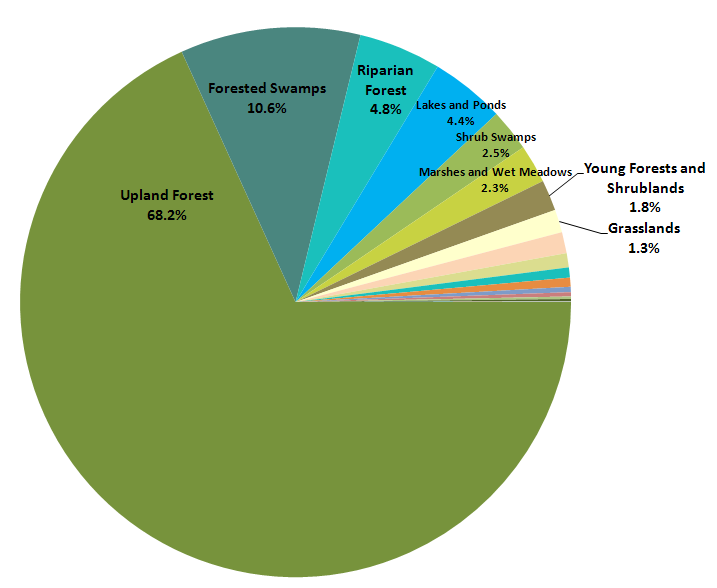 Upland Forest
68.2%
Forested Swamps
10.6%
Riparian
Forest
4.8%
Lakes and Ponds
4.4%
Shrub Swamps
2.5%
Marshes and Wet Meadows
2.3%
Young Forests and
Shrublands
1.8%
Grasslands
1.3%